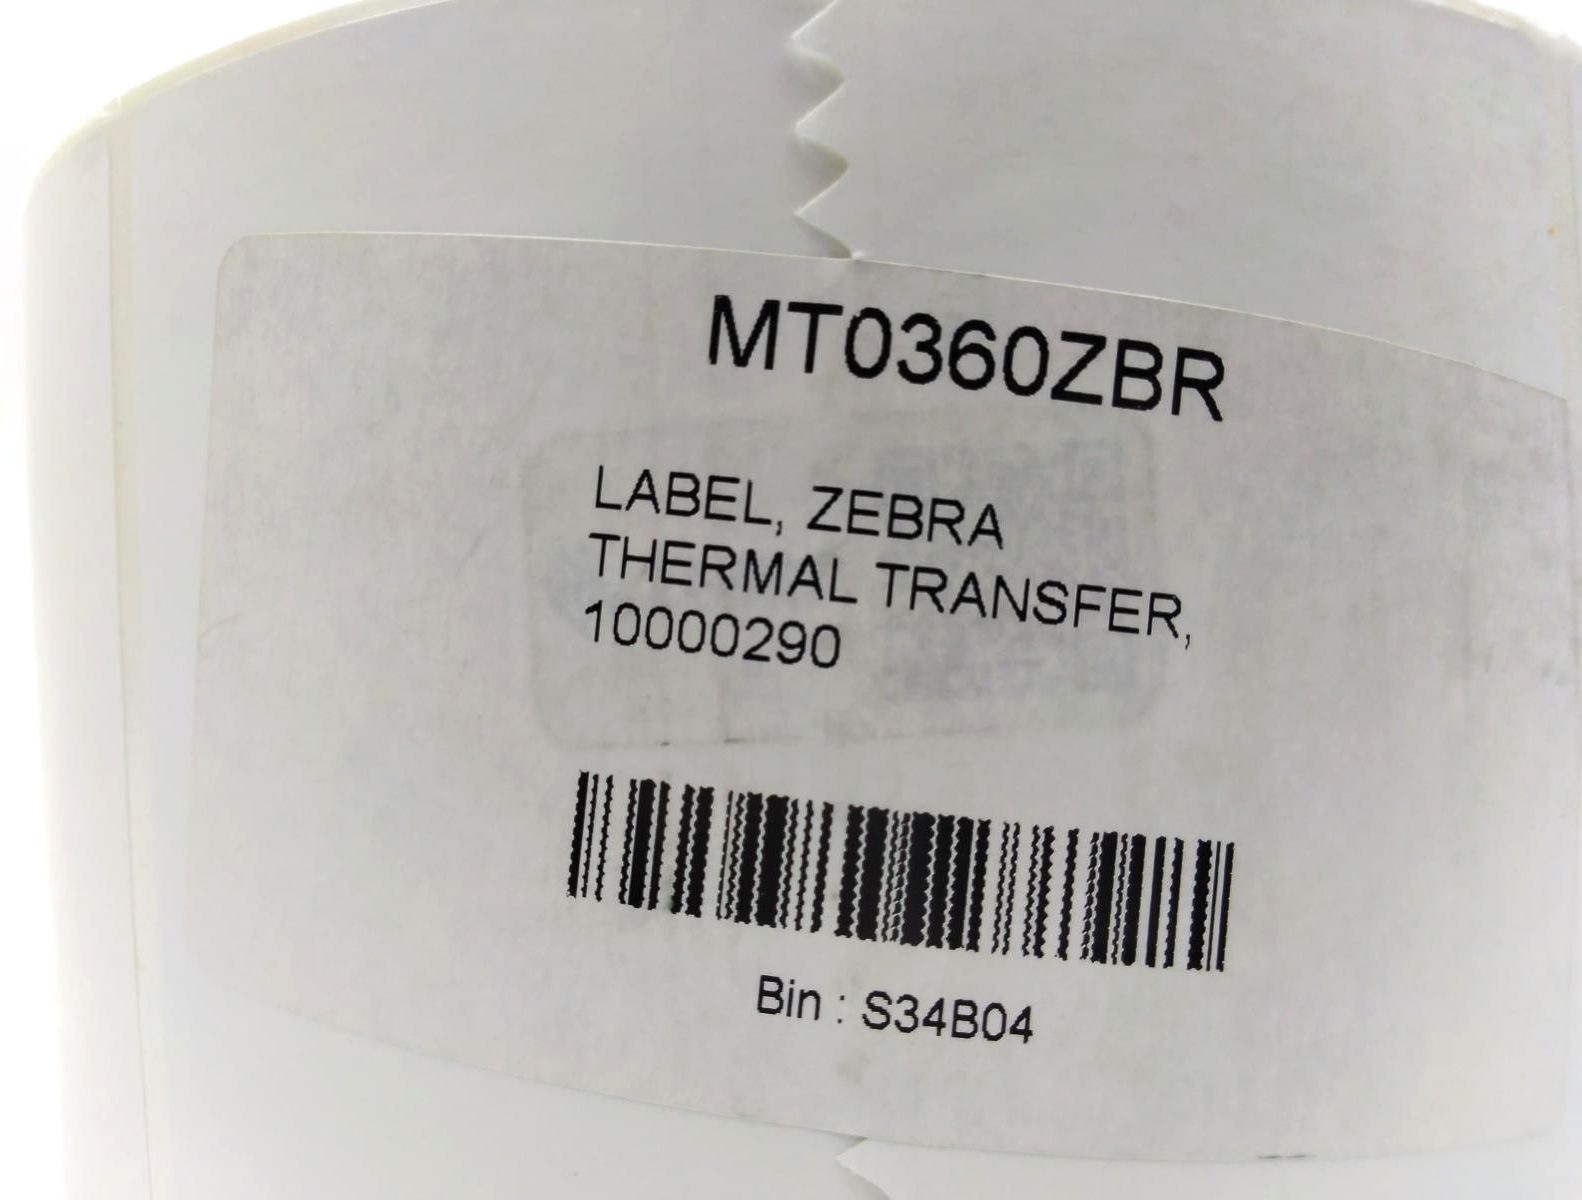 MT0360ZBR
LABEL, ZEBRA
THERMAL TRANSFER,
10000290
Bin : S34B04